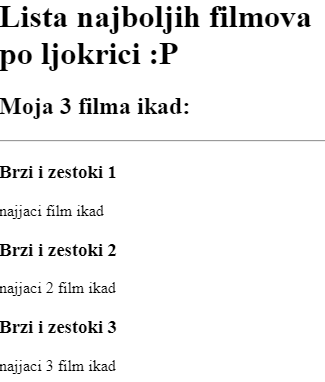 Lista najboljih filmova
po ljokrici :P
Moja 3 filma ikad:
Brzi i zestoki 1
najjaci film ikad
Brzi i zestoki 2
najjaci 2 film ikad
Brzi i zestoki 3
najjaci 3 film ikad